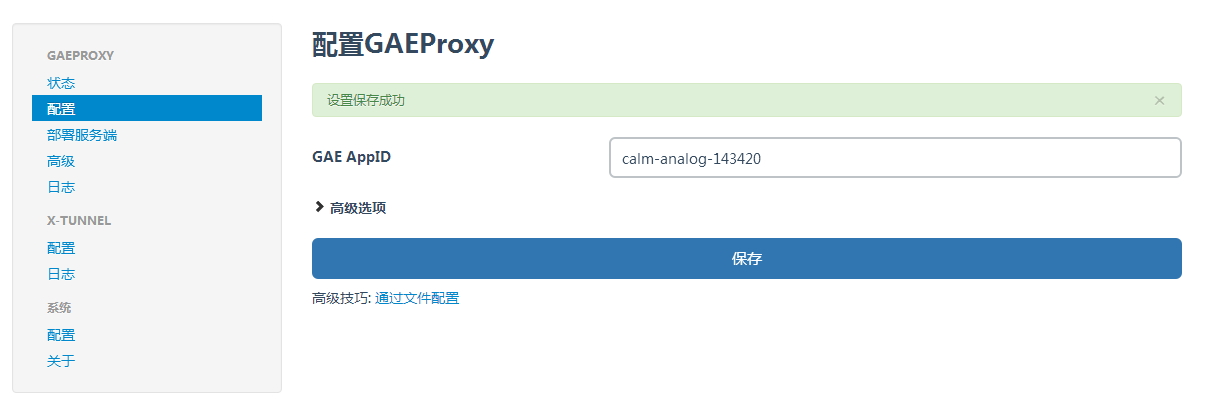 GAEPROXY
状态
配置
部署服务端
高级
日志
X-TUNNEL
配置
日志
系统
配置
关于
配置GAEProxy
设置保存成功 ×
GAE AppID calm-analog-143420
高级选项
保存
高级技巧: 通过文件配置